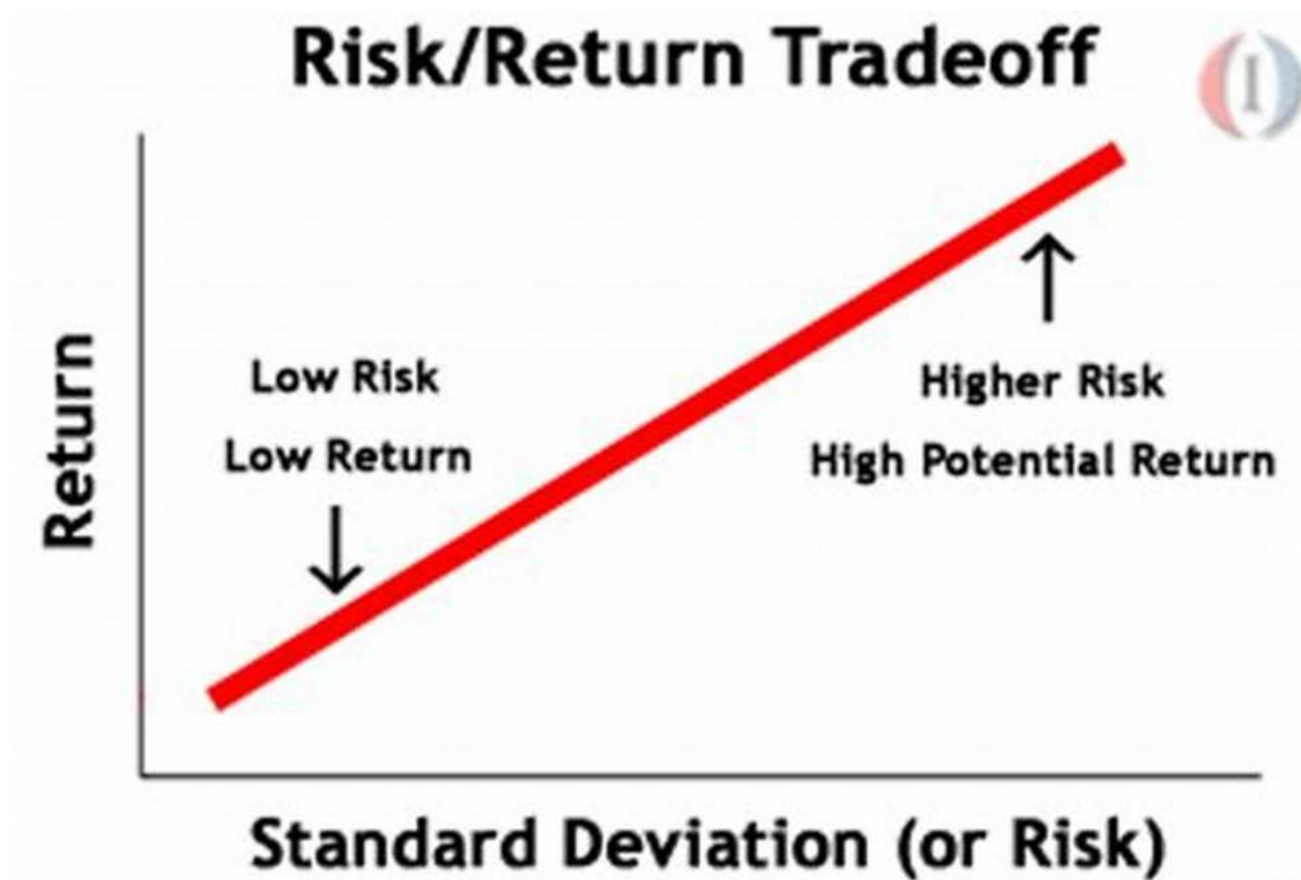 Risk/Return Tradeoff
I
Return
Low Risk
Low Return
Higher Risk
High Potential Return
Standard Deviation (or Risk)